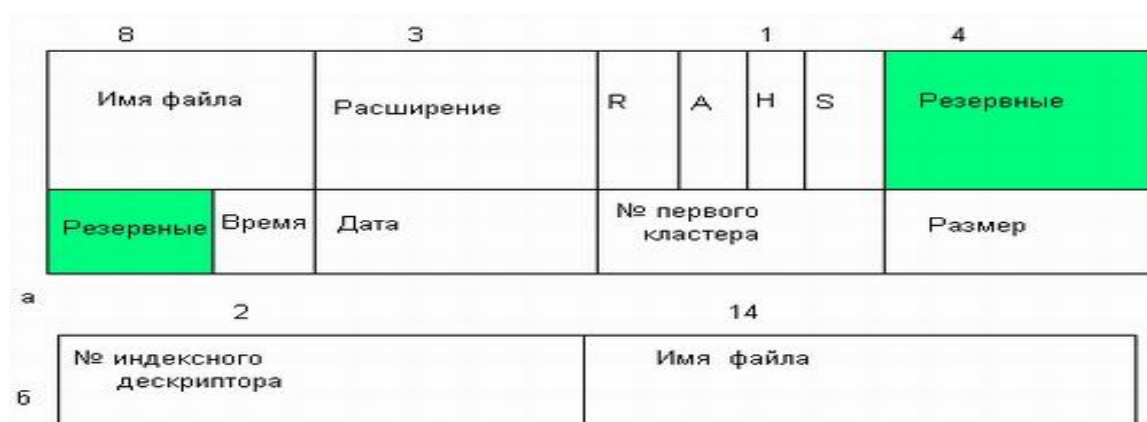 8 3 1 4
Имя файла Расширение R A H S Резервные
Резервные Время Дата № первого
кластера Размер
а
2 14
№ индексного
дескриптора Имя файла
б